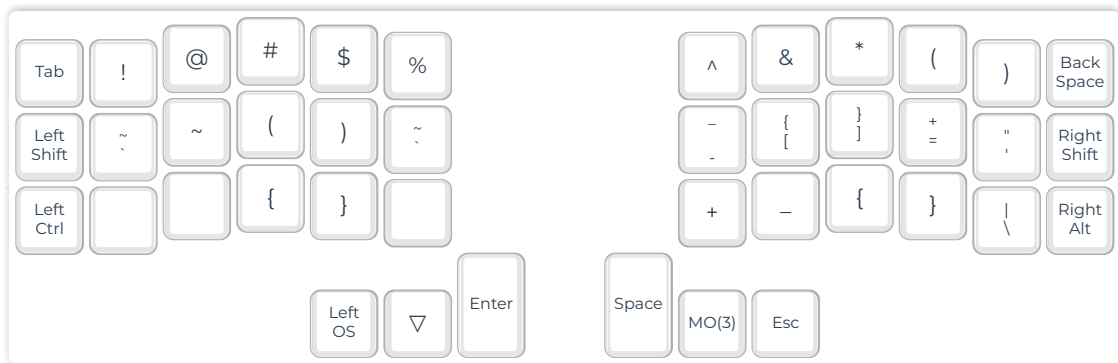 Tab ! @ # $ % ^ & * ( ) Back Space
Left Shift ~ ` ~ ( ) ~ ` _ - { [ } ] + = " ' Right Shift
Left Ctrl { } + _ { } | \ Right Alt
Left OS ▽ Enter Space MO(3) Esc